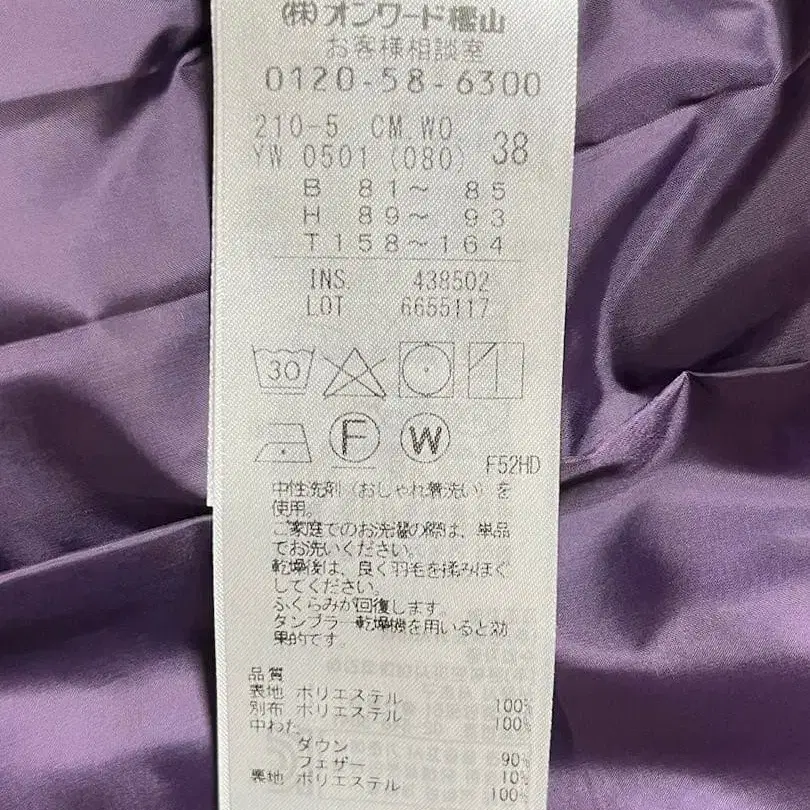 (株)オンワード樫山
お客様相談室
0120-58-6300
210-5 CM.WO
YW 0501 (080) 38
B 81～ 85
H 89～ 93
T158～164
INS. 438502
LOT 6655117
30
F W
F52HD
中性洗剤（おしゃれ着洗い）を
使用。
ご家庭でのお洗濯の際は、単品
でお洗いください。
乾燥後は、良く羽毛を揉みほぐ
してください。
ふくらみが回復します。
タンブラー乾燥機を用いると効
果的です。
品質
表地 ポリエステル 100%
別布 ポリエステル 100%
中わた
ダウン 90%
フェザー 10%
裏地 ポリエステル 100%